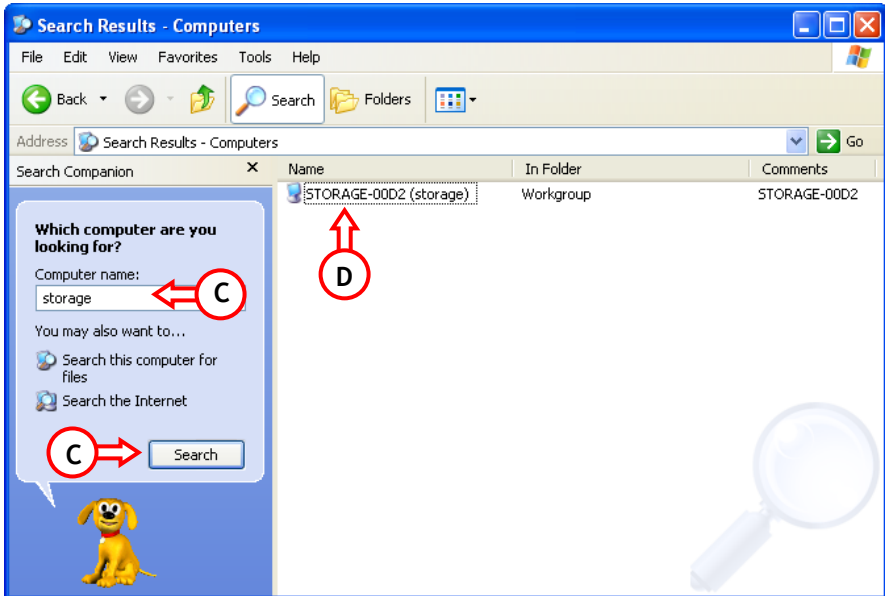 Search Results - Computers
File Edit View Favorites Tools Help
Back Search Folders
Address Search Results - Computers Go
Search Companion Name In Folder Comments
STORAGE-00D2 (storage) Workgroup STORAGE-00D2
Which computer are you
looking for?
D
Computer name:
storage C
You may also want to...
Search this computer for
files
Search the Internet
C Search